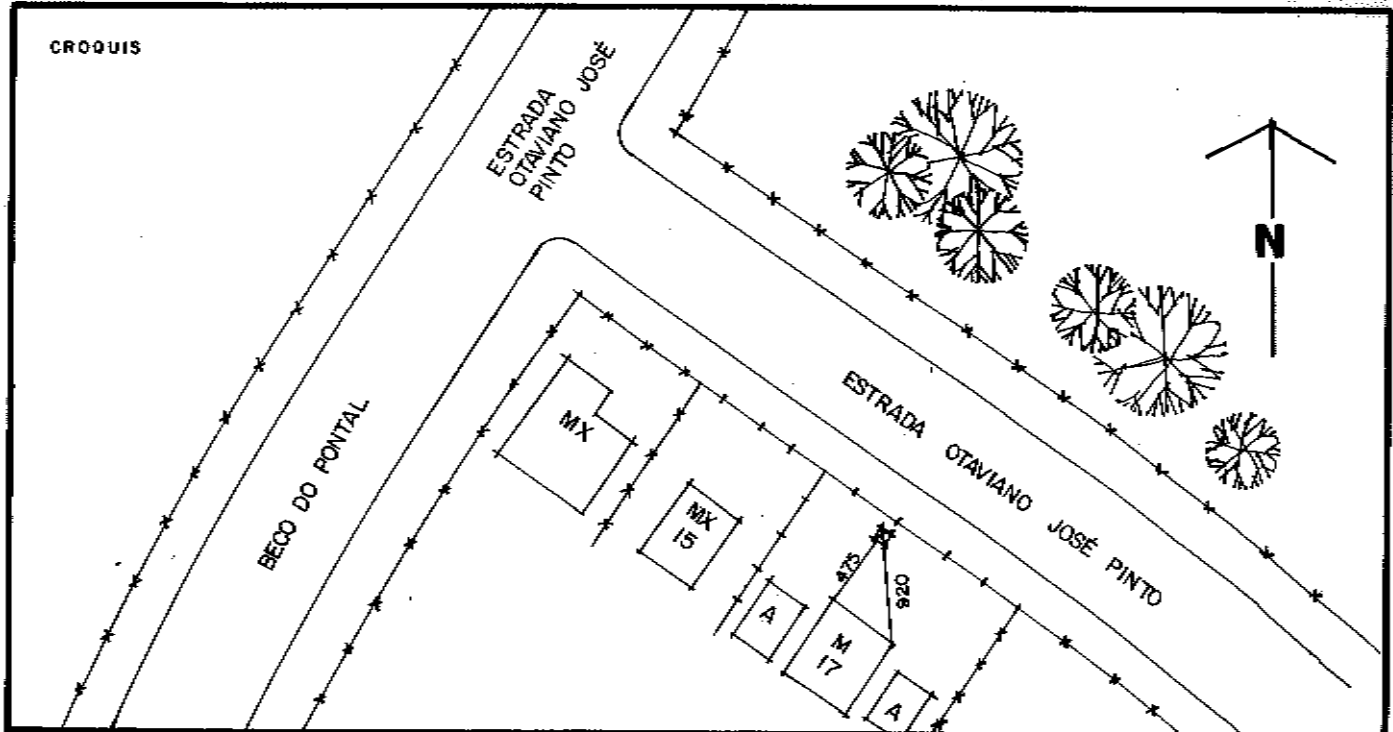 CROQUIS
ESTRADA
OTAVIANO JOSÉ
PINTO
N
BECO DO PONTAL
ESTRADA OTAVIANO JOSÉ PINTO
MX
MX
15
A
475
920
M
17
A